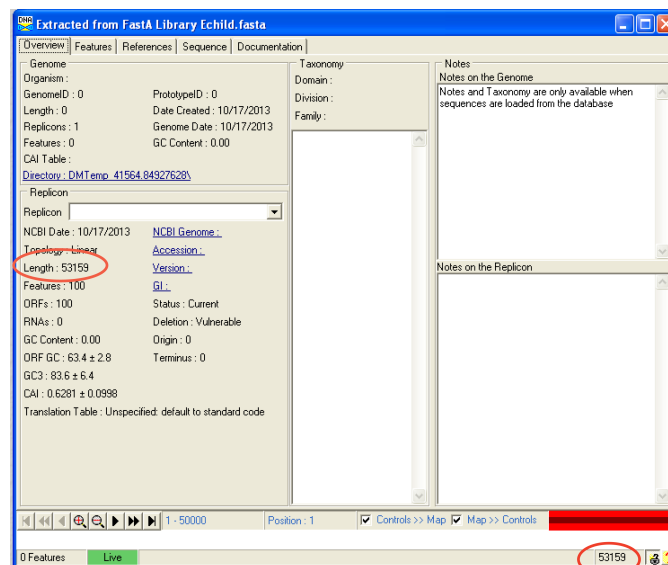 Extracted from FastA Library Echild.fasta
Overview Features References Sequence Documentation
Genome
Organism :
GenomeID : 0 PrototypeID : 0
Length : 0 Date Created : 10/17/2013
Replicons : 1 Genome Date : 10/17/2013
Features : 0 GC Content : 0.00
CAI Table :
Directory : DMTemp_41564.84927628\
Replicon
Replicon
NCBI Date : 10/17/2013 NCBI Genome :
Topology : Linear Accession :
Length : 53159 Version :
Features : 100 GI :
ORFs : 100 Status : Current
RNAs : 0 Deletion : Vulnerable
GC Content : 0.00 Origin : 0
ORF GC : 63.4 ± 2.8 Terminus : 0
GC3 : 83.6 ± 6.4
CAI : 0.6281 ± 0.0998
Translation Table : Unspecified: default to standard code
Taxonomy
Domain :
Division :
Family :
Notes
Notes on the Genome
Notes and Taxonomy are only available when
sequences are loaded from the database
Notes on the Replicon
1 - 50000 Position : 1 Controls >> Map Map >> Controls
0 Features Live 53159